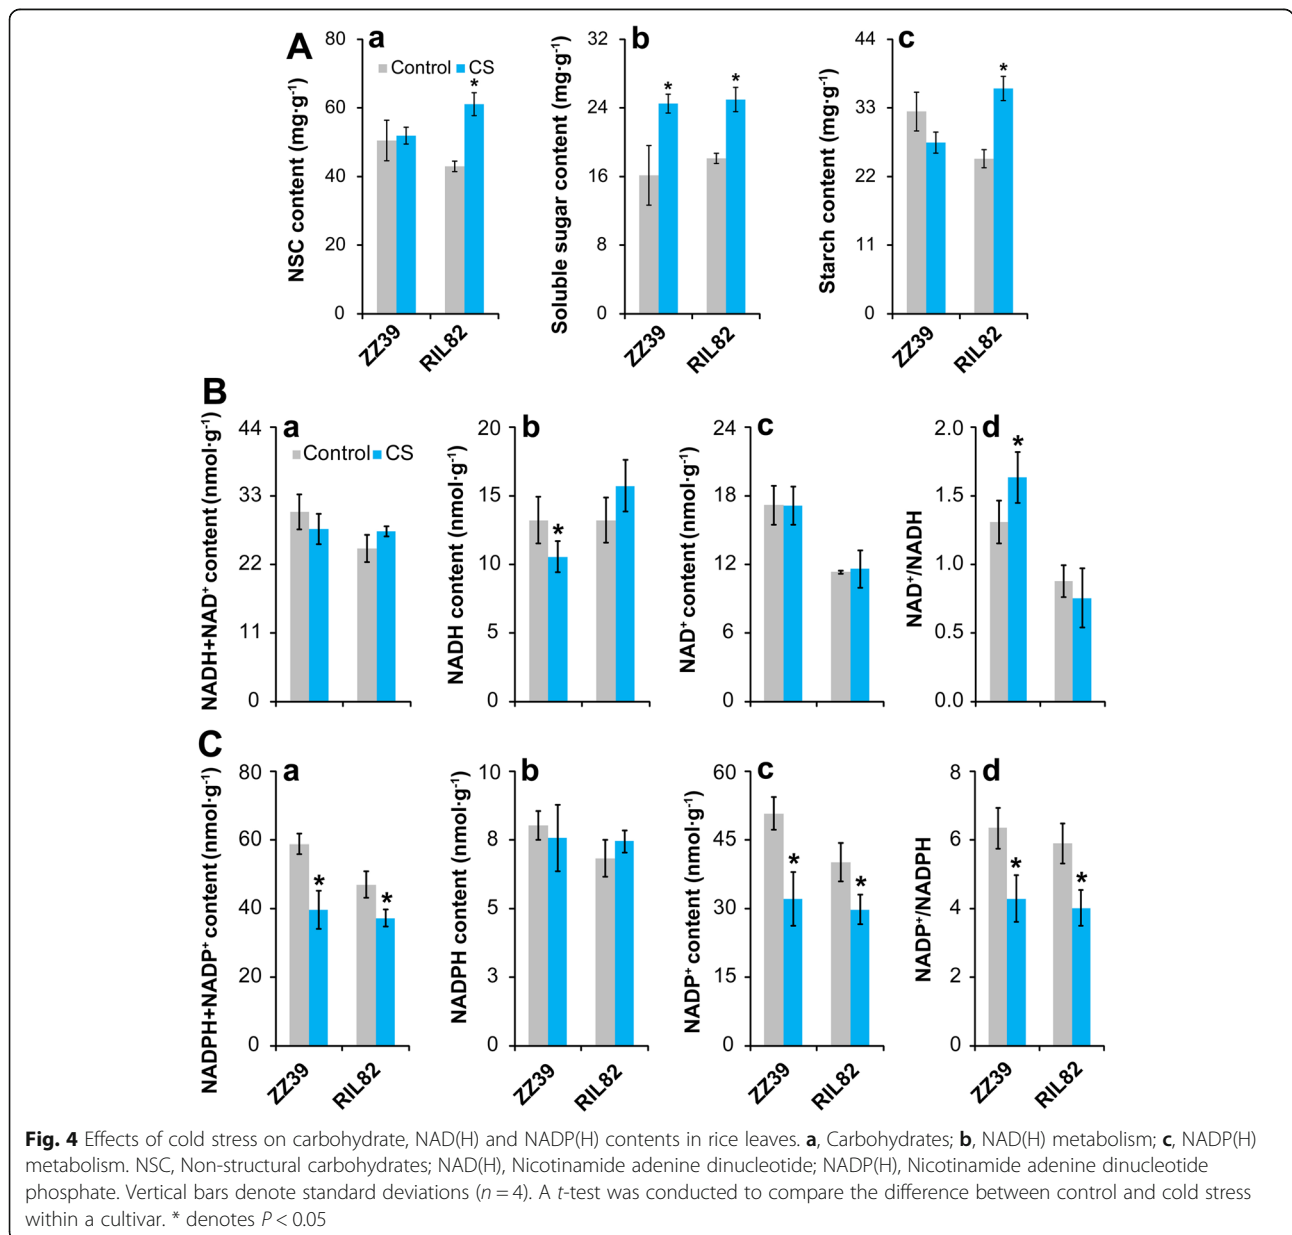 A
a
NSC content (mg·g⁻¹)
80
60
40
20
0
Control CS
*
ZZ39
RIL82
b
Soluble sugar content (mg·g⁻¹)
32
24
16
8
0
*
*
ZZ39
RIL82
c
Starch content (mg·g⁻¹)
44
33
22
11
0
*
ZZ39
RIL82
B
a
NADH+NAD⁺ content (nmol·g⁻¹)
44
33
22
11
0
Control CS
b
NADH content (nmol·g⁻¹)
20
15
10
5
0
*
c
NAD⁺ content (nmol·g⁻¹)
24
18
12
6
0
d
NAD⁺/NADH
2.0
1.5
1.0
0.5
0.0
*
C
a
NADPH+NADP⁺ content (nmol·g⁻¹)
80
60
40
20
0
*
*
ZZ39
RIL82
b
NADPH content (nmol·g⁻¹)
10
8
5
3
0
ZZ39
RIL82
c
NADP⁺ content (nmol·g⁻¹)
60
45
30
15
0
*
*
ZZ39
RIL82
d
NADP⁺/NADPH
8
6
4
2
0
*
*
ZZ39
RIL82
Fig. 4 Effects of cold stress on carbohydrate, NAD(H) and NADP(H) contents in rice leaves. a, Carbohydrates; b, NAD(H) metabolism; c, NADP(H)
metabolism. NSC, Non-structural carbohydrates; NAD(H), Nicotinamide adenine dinucleotide; NADP(H), Nicotinamide adenine dinucleotide
phosphate. Vertical bars denote standard deviations (n = 4). A t-test was conducted to compare the difference between control and cold stress
within a cultivar. * denotes P < 0.05